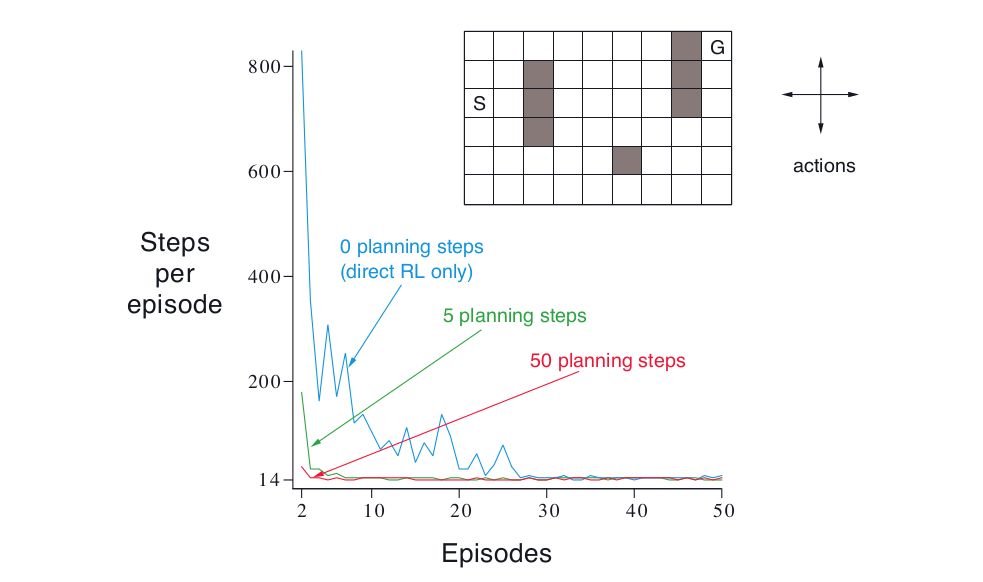 G
S
actions
800
600
400
200
14
Steps
per
episode
0 planning steps
(direct RL only)
5 planning steps
50 planning steps
2 10 20 30 40 50
Episodes